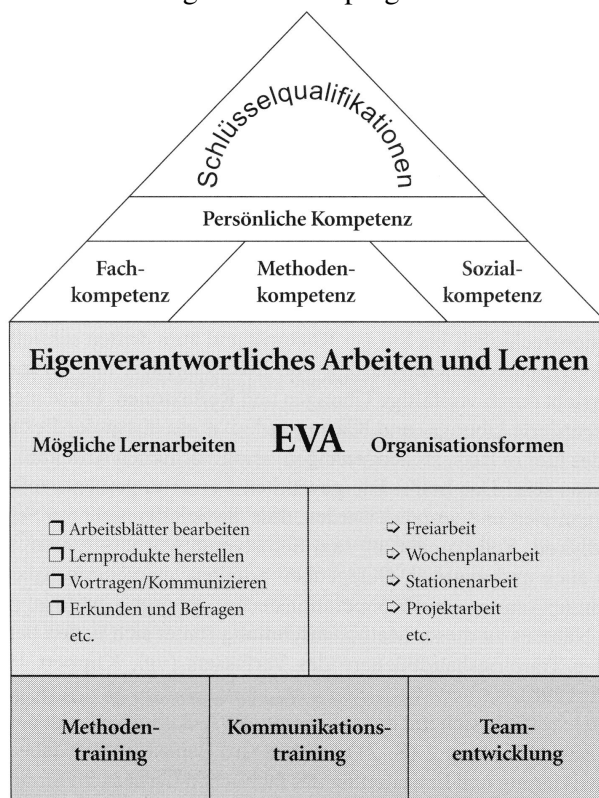 Schlüsselqualifikationen
Persönliche Kompetenz
Fach-
kompetenz
Methoden-
kompetenz
Sozial-
kompetenz
Eigenverantwortliches Arbeiten und Lernen
Mögliche Lernarbeiten EVA Organisationsformen
❐ Arbeitsblätter bearbeiten
❐ Lernprodukte herstellen
❐ Vortragen/Kommunizieren
❐ Erkunden und Befragen
etc.
➪ Freiarbeit
➪ Wochenplanarbeit
➪ Stationenarbeit
➪ Projektarbeit
etc.
Methoden-
training
Kommunikations-
training
Team-
entwicklung